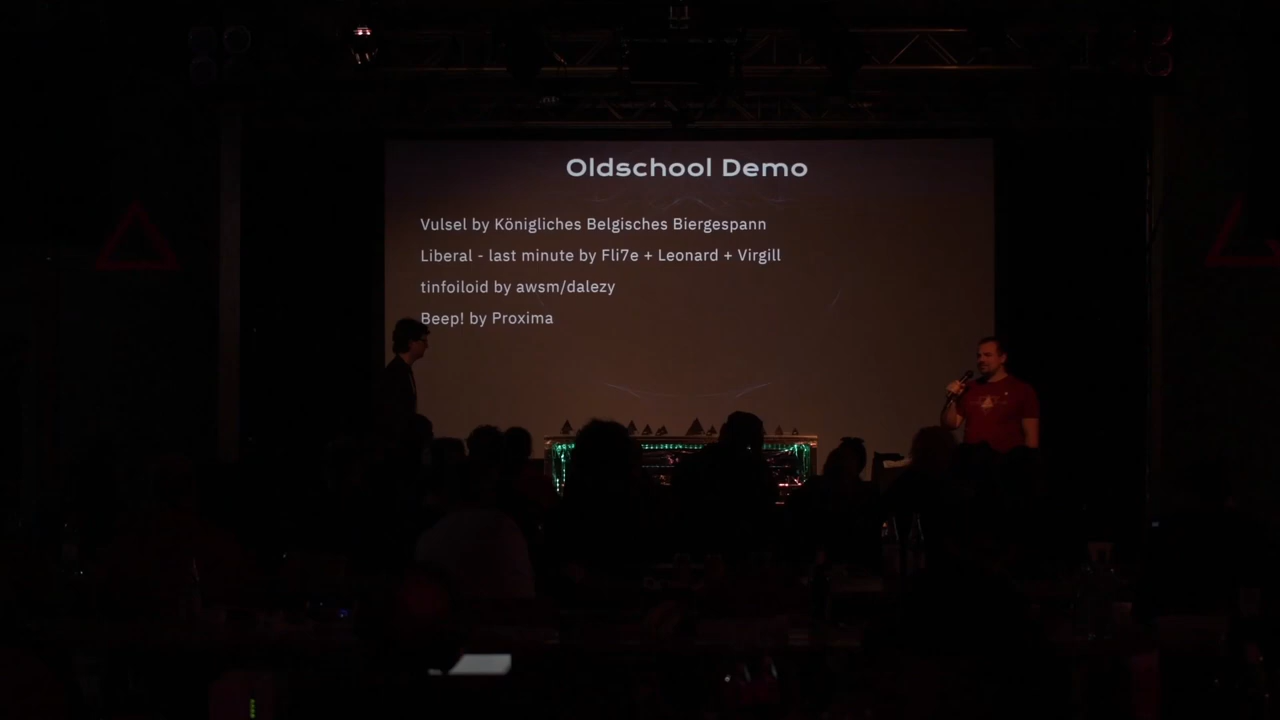 Oldschool Demo
Vulsel by Königliches Belgisches Biergespann
Liberal - last minute by Fli7e + Leonard + Virgill
tinfoiloid by awsm/dalezy
Beep! by Proxima